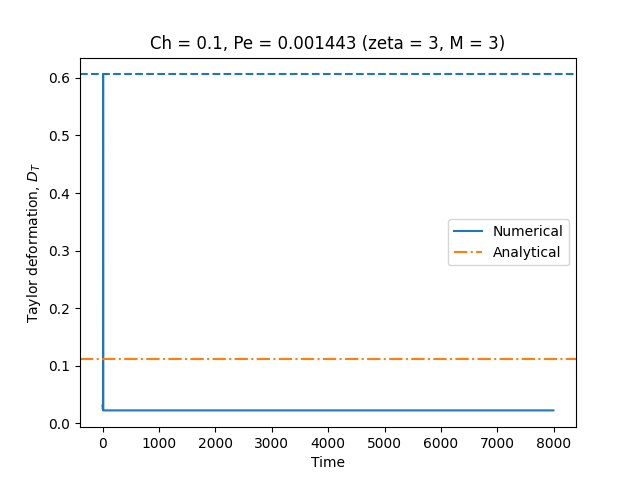 Ch = 0.1, Pe = 0.001443 (zeta = 3, M = 3)
0.6
0.5
0.4
0.3
0.2
0.1
0.0
Taylor deformation, D_T
Numerical
Analytical
0 1000 2000 3000 4000 5000 6000 7000 8000
Time